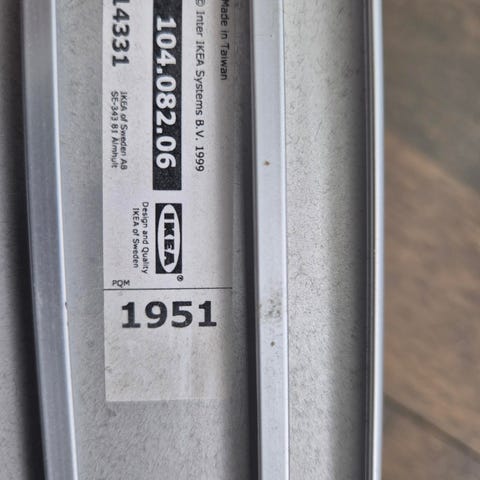 Made in Taiwan
© Inter IKEA Systems B.V. 1999
104.082.06
14331
IKEA of Sweden AB
SE-343 81 Älmhult
IKEA®
Design and Quality
IKEA of Sweden
PQM
1951